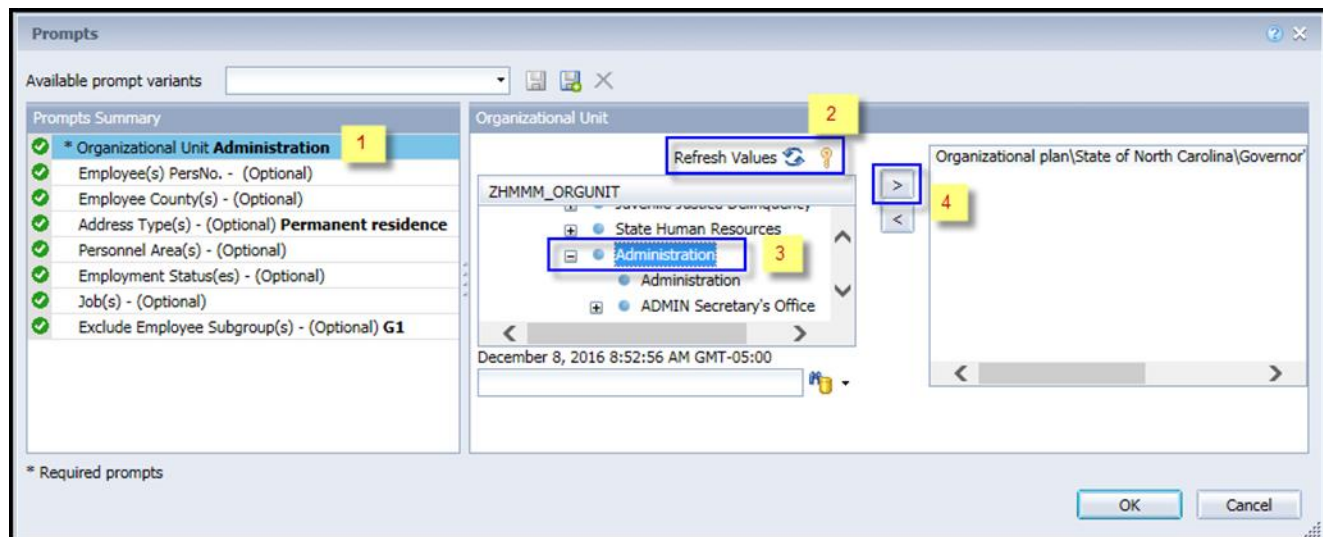 Prompts
Available prompt variants
Prompts Summary
* Organizational Unit Administration 1
Employee(s) PersNo. - (Optional)
Employee County(s) - (Optional)
Address Type(s) - (Optional) Permanent residence
Personnel Area(s) - (Optional)
Employment Status(es) - (Optional)
Job(s) - (Optional)
Exclude Employee Subgroup(s) - (Optional) G1
Organizational Unit
2
Refresh Values
ZHMMM_ORGUNIT
Juvenile Justice Delinquency
State Human Resources
Administration 3
Administration
ADMIN Secretary's Office
December 8, 2016 8:52:56 AM GMT-05:00
>
< 4
Organizational plan\State of North Carolina\Governor'
* Required prompts
OK Cancel